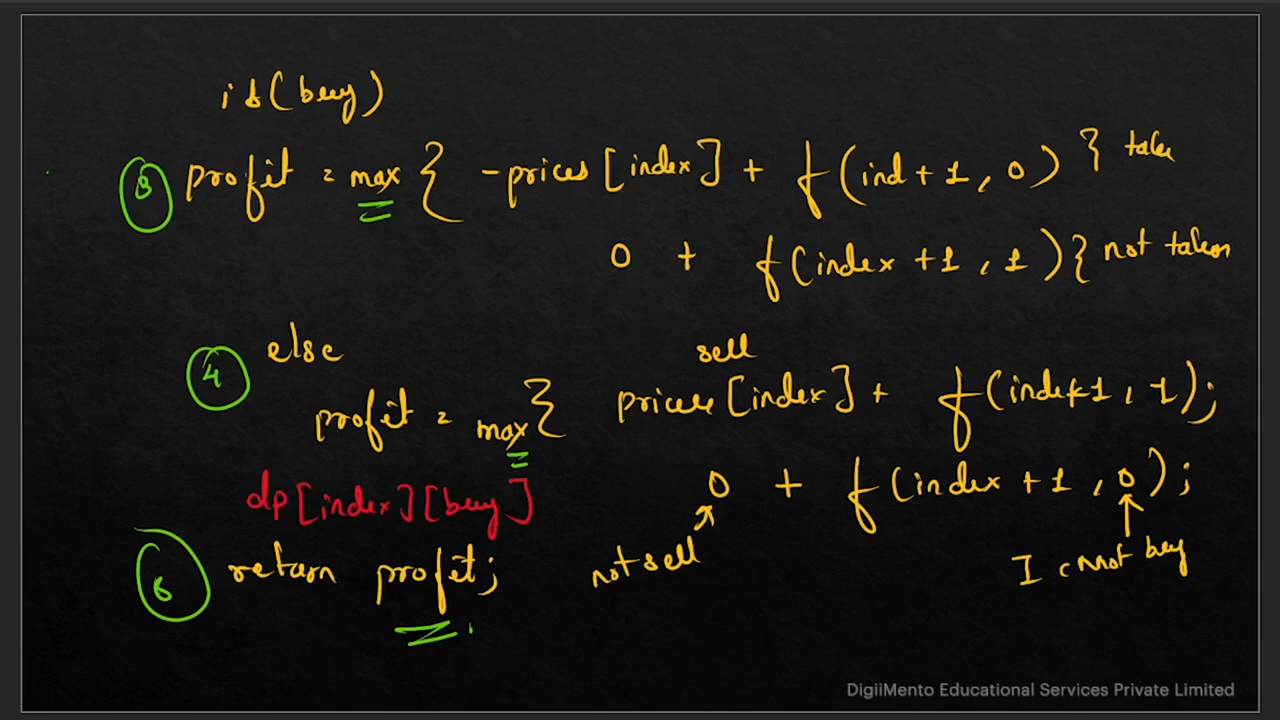 if(buy)
3 profit = max { -prices[index] + f(ind+1, 0) } take
0 + f(index+1, 1) } not taken
4 else
sell
profit = max { prices[index] + f(index+1, 1);
dp[index][buy] 0 + f(index+1, 0);
6 return profit; not sell I cannot buy
DigiiMento Educational Services Private Limited